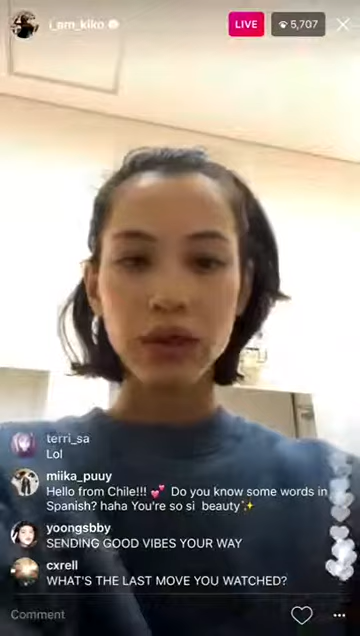 i_am_kiko
LIVE
5,707
terri_sa
Lol
miika_puuy
Hello from Chile!!! 💕 Do you know some words in
Spanish? haha You're so si beauty✨
yoongsbby
SENDING GOOD VIBES YOUR WAY
cxrell
WHAT'S THE LAST MOVE YOU WATCHED?
Comment